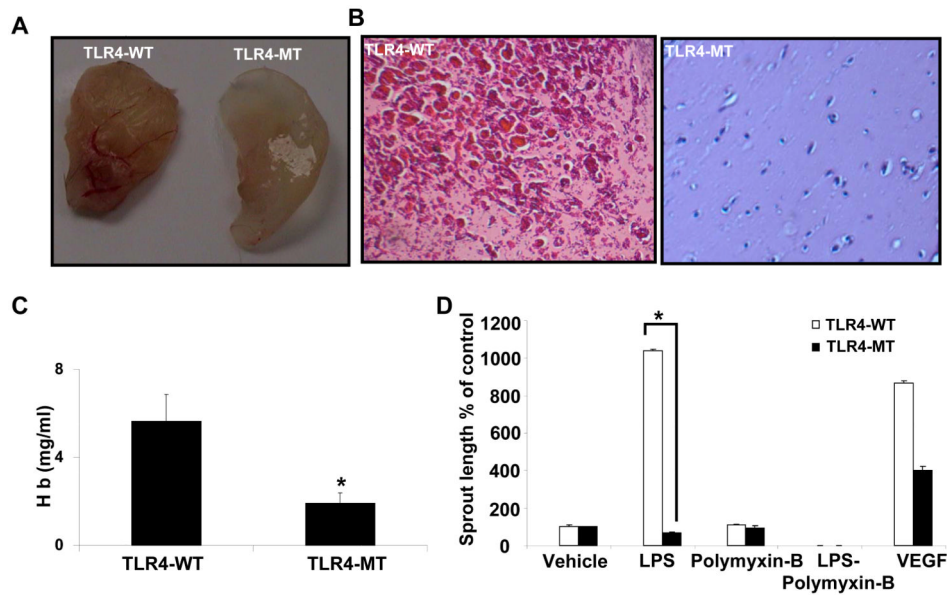 A
TLR4-WT
TLR4-MT
B
TLR4-WT
TLR4-MT
C
H b (mg/ml)
8
4
0
*
TLR4-WT
TLR4-MT
D
Sprout length % of control
1200
1000
800
600
400
200
0
*
TLR4-WT
TLR4-MT
Vehicle
LPS
Polymyxin-B
LPS-
Polymyxin-B
VEGF